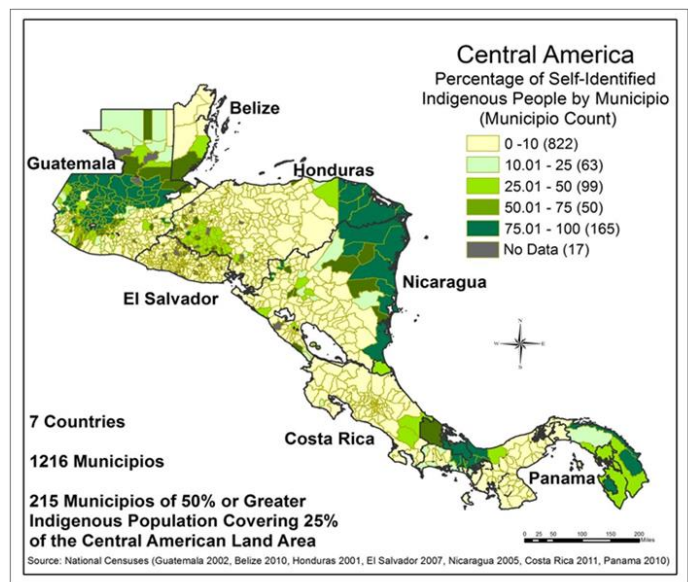 Central America
Percentage of Self-Identified
Indigenous People by Municipio
(Municipio Count)
0 -10 (822)
10.01 - 25 (63)
25.01 - 50 (99)
50.01 - 75 (50)
75.01 - 100 (165)
No Data (17)
Belize
Guatemala
Honduras
Nicaragua
El Salvador
N
W
E
S
7 Countries
Costa Rica
1216 Municipios
Panama
215 Municipios of 50% or Greater
Indigenous Population Covering 25%
of the Central American Land Area
0 25 50 100 150 200
Miles
Source: National Censuses (Guatemala 2002, Belize 2010, Honduras 2001, El Salvador 2007, Nicaragua 2005, Costa Rica 2011, Panama 2010)